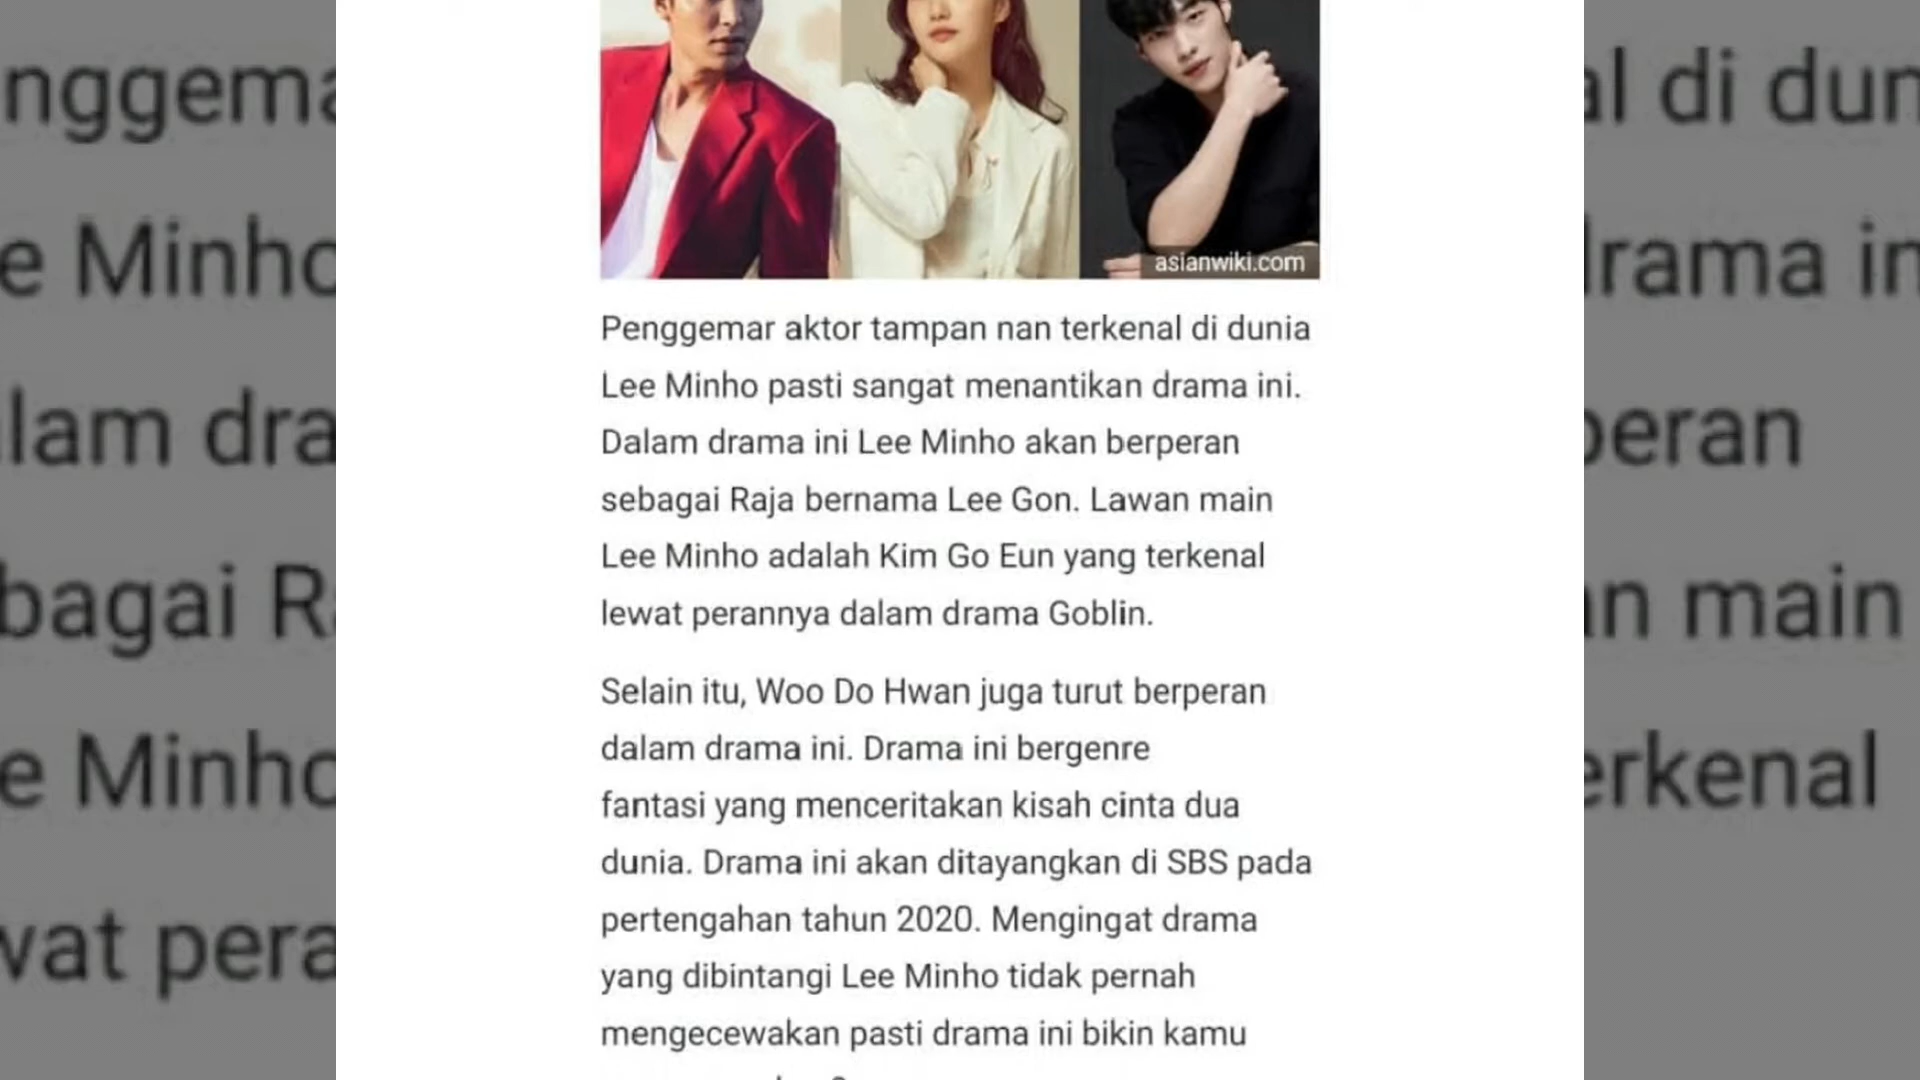 asianwiki.com
Penggemar aktor tampan nan terkenal di dunia
Lee Minho pasti sangat menantikan drama ini.
Dalam drama ini Lee Minho akan berperan
sebagai Raja bernama Lee Gon. Lawan main
Lee Minho adalah Kim Go Eun yang terkenal
lewat perannya dalam drama Goblin.
Selain itu, Woo Do Hwan juga turut berperan
dalam drama ini. Drama ini bergenre
fantasi yang menceritakan kisah cinta dua
dunia. Drama ini akan ditayangkan di SBS pada
pertengahan tahun 2020. Mengingat drama
yang dibintangi Lee Minho tidak pernah
mengecewakan pasti drama ini bikin kamu